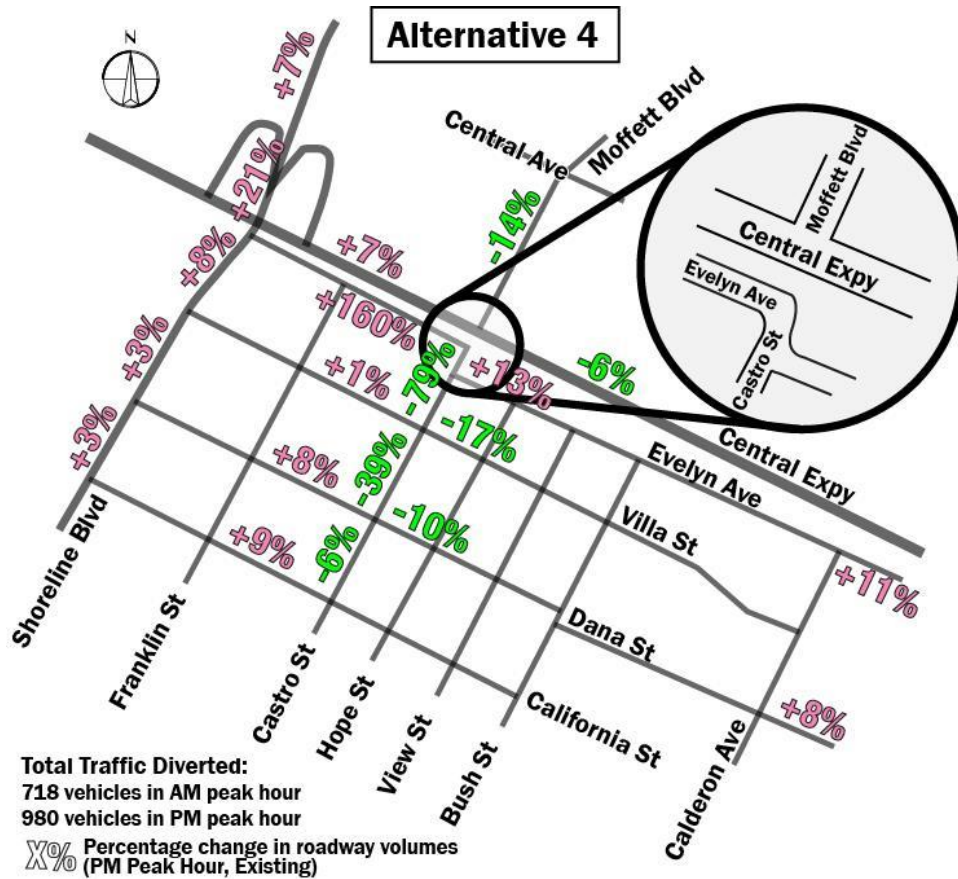 Alternative 4
N
+7%
Moffett Blvd
Central Ave
+21%
-14%
+8%
+7%
+160%
+3%
+1%
-79%
+13%
-6%
-17%
+3%
+8%
-39%
-10%
+9%
-6%
Moffett Blvd
Central Expy
Evelyn Ave
Castro St
Central Expy
Evelyn Ave
Villa St
+11%
Dana St
+8%
California St
Shoreline Blvd
Franklin St
Castro St
Hope St
View St
Bush St
Calderon Ave
Total Traffic Diverted:
718 vehicles in AM peak hour
980 vehicles in PM peak hour
X% Percentage change in roadway volumes
(PM Peak Hour, Existing)